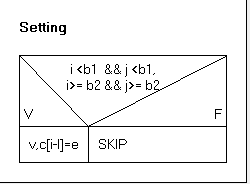 Setting
i <b1 && j <b1,
i>= b2 && j>= b2
V F
v,c[i-l]=e SKIP